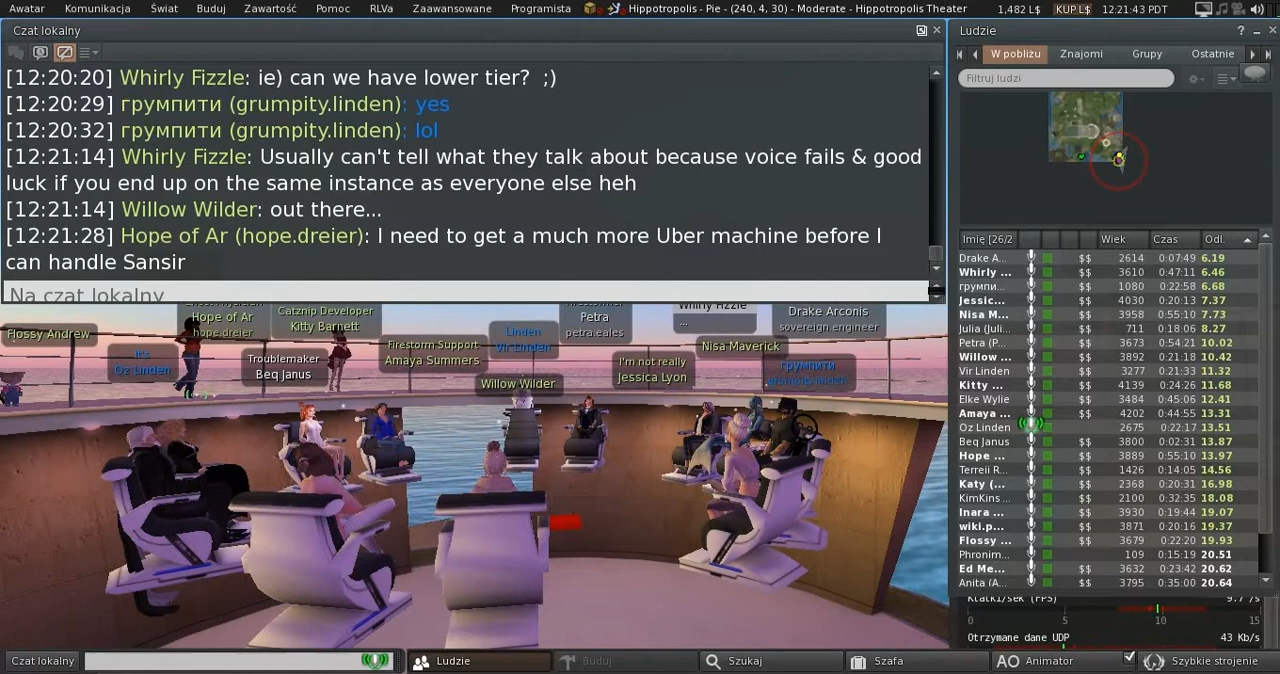 Awatar Komunikacja Świat Buduj Zawartość Pomoc RLVa Zaawansowane Programista Hippotropolis - Pie - (240, 4, 30) - Moderate - Hippotropolis Theater 1,482 L$ KUP L$ 12:21:43 PDT
Czat lokalny
[12:20:20] Whirly Fizzle: ie) can we have lower tier? ;)
[12:20:29] грумпити (grumpity.linden): yes
[12:20:32] грумпити (grumpity.linden): lol
[12:21:14] Whirly Fizzle: Usually can't tell what they talk about because voice fails & good
luck if you end up on the same instance as everyone else heh
[12:21:14] Willow Wilder: out there...
[12:21:28] Hope of Ar (hope.dreier): I need to get a much more Uber machine before I
can handle Sansir
Na czat lokalny
Flossy Andrew
Hope of Ar
hope.dreier
Catznip Developer
Kitty Barnett
It's
Oz Linden
Troublemaker
Beq Janus
Firestorm Support
Amaya Summers
Linden
Vir Linden
Willow Wilder
Petra
petra.eales
I'm not really
Jessica Lyon
Whirly Fizzle
...
Nisa Maverick
Drake Arconis
sovereign.engineer
грумпити
grumpity.linden
Ludzie
W pobliżu Znajomi Grupy Ostatnie
Filtruj ludzi
Imię [26/2 Wiek Czas Odl.
Drake A... $$ 2614 0:07:49 6.19
Whirly ... $$ 3610 0:47:11 6.46
грумпи... $$ 1080 0:22:58 6.68
Jessic... $$ 4030 0:20:13 7.37
Nisa M... $$ 3958 0:55:10 7.73
Julia (Juli... $$ 711 0:18:06 8.27
Petra (P... $$ 3673 0:54:21 10.02
Willow ... $$ 3892 0:21:18 10.42
Vir Linden 3277 0:21:33 11.32
Kitty ... $$ 4139 0:24:26 11.68
Elke Wylie $$ 3484 0:45:06 12.41
Amaya ... $$ 4202 0:44:55 13.31
Oz Linden 2675 0:22:17 13.51
Beq Janus $$ 3800 0:02:31 13.87
Hope ... $$ 3889 0:55:10 13.97
Terreii R... $$ 1426 0:14:05 14.56
Katy (... $$ 2368 0:20:31 16.98
KimKins ... $$ 2100 0:32:35 18.08
Inara ... $$ 3930 0:19:44 19.07
wiki.p... $$ 3871 0:20:16 19.37
Flossy ... $$ 3679 0:22:20 19.93
Phronim... 109 0:15:19 20.51
Ed Me... $$ 3632 0:23:42 20.62
Anita (A... $$ 3795 0:35:00 20.64
Klatki/sek (FPS) 9.7 /s
0 5 10 15
Otrzymane dane UDP 43 Kb/s
Czat lokalny Ludzie Buduj Szukaj Szafa AO Animator Szybkie strojenie